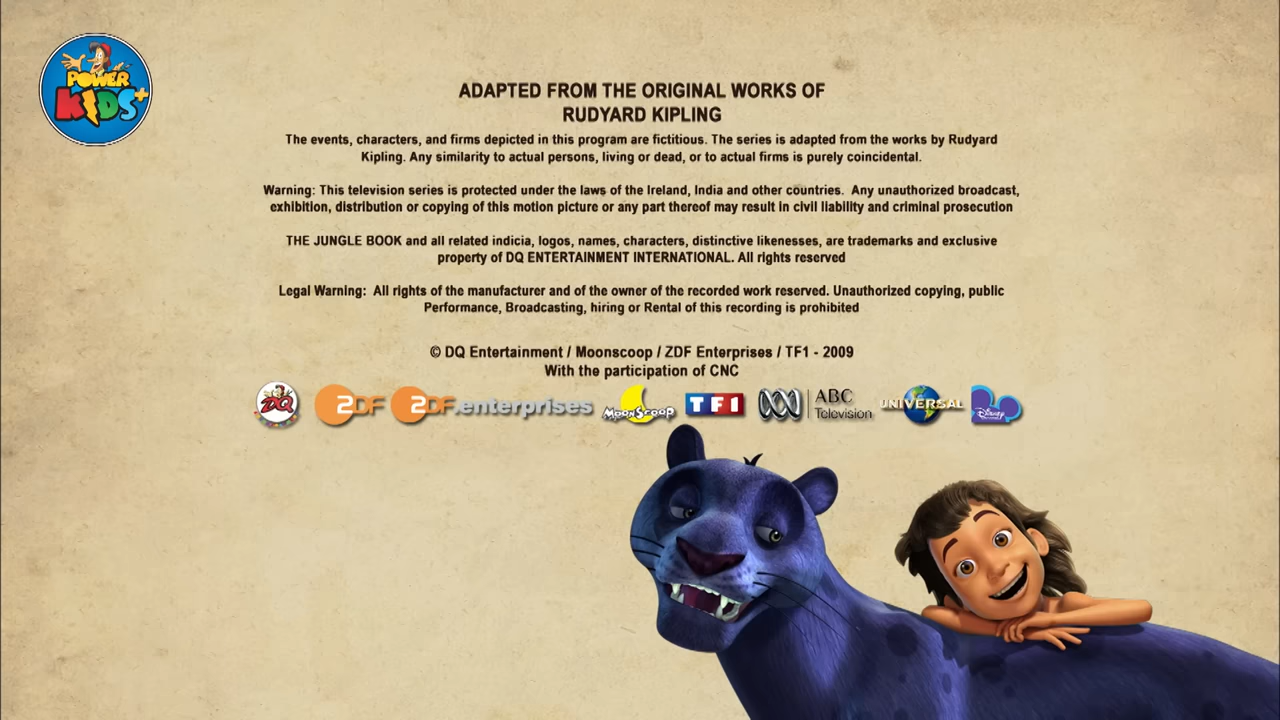 POWER
KIDS+
ADAPTED FROM THE ORIGINAL WORKS OF
RUDYARD KIPLING
The events, characters, and firms depicted in this program are fictitious. The series is adapted from the works by Rudyard
Kipling. Any similarity to actual persons, living or dead, or to actual firms is purely coincidental.
Warning: This television series is protected under the laws of the Ireland, India and other countries. Any unauthorized broadcast,
exhibition, distribution or copying of this motion picture or any part thereof may result in civil liability and criminal prosecution
THE JUNGLE BOOK and all related indicia, logos, names, characters, distinctive likenesses, are trademarks and exclusive
property of DQ ENTERTAINMENT INTERNATIONAL. All rights reserved
Legal Warning: All rights of the manufacturer and of the owner of the recorded work reserved. Unauthorized copying, public
Performance, Broadcasting, hiring or Rental of this recording is prohibited
© DQ Entertainment / Moonscoop / ZDF Enterprises / TF1 - 2009
With the participation of CNC
DQ ZDF ZDF.enterprises MOONSCOOP TF1 ABC Television UNIVERSAL Disney